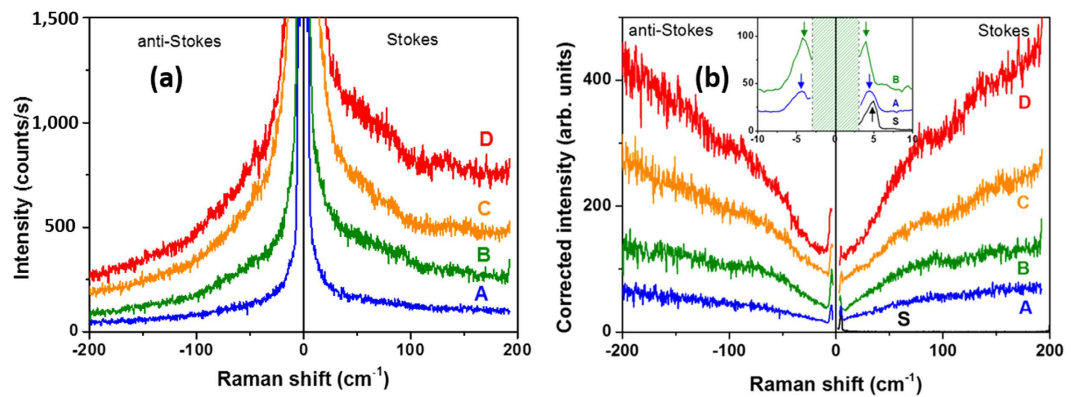 1,500
1,000
500
0
Intensity (counts/s)
anti-Stokes
Stokes
(a)
D
C
B
A
-200
-100
0
100
200
Raman shift (cm⁻¹)
400
200
0
Corrected intensity (arb. units)
anti-Stokes
Stokes
(b)
100
50
0
-10
-5
0
5
10
B
A
S
D
C
B
A
S
-200
-100
0
100
200
Raman shift (cm⁻¹)